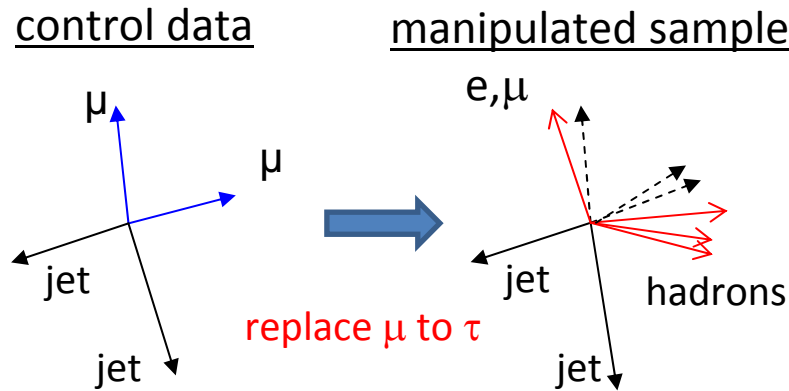 control data
manipulated sample
μ
μ
jet
jet
replace μ to τ
e,μ
jet
jet
hadrons